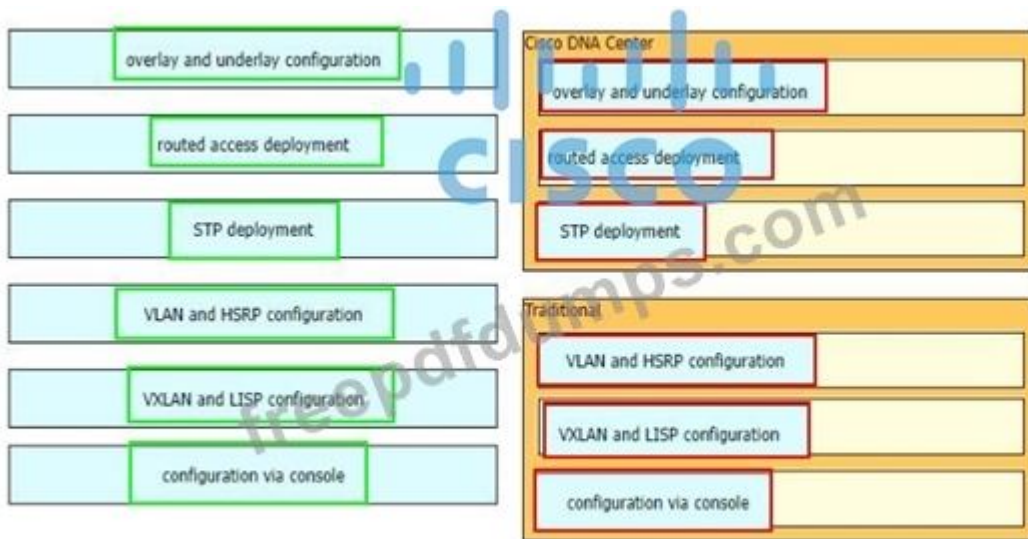 overlay and underlay configuration
routed access deployment
STP deployment
VLAN and HSRP configuration
VXLAN and LISP configuration
configuration via console
Cisco DNA Center
overlay and underlay configuration
routed access deployment
STP deployment
Traditional
VLAN and HSRP configuration
VXLAN and LISP configuration
configuration via console
CISCO
freepdfdumps.com